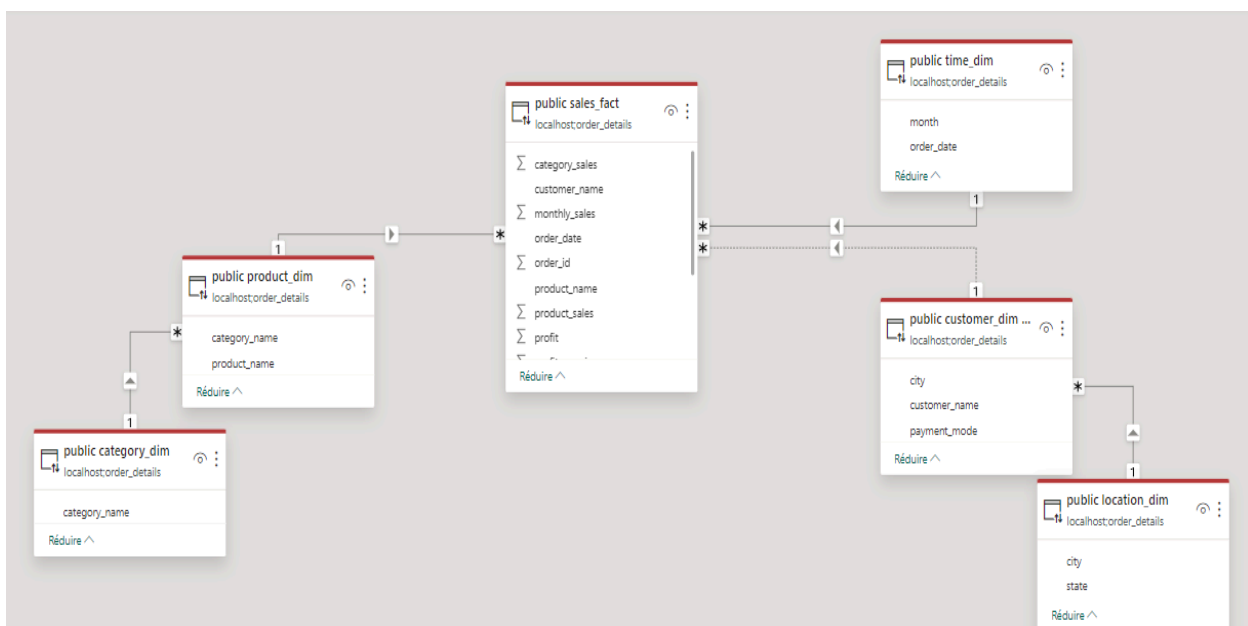 public time_dim
localhost;order_details
month
order_date
Réduire
1
public sales_fact
localhost;order_details
Σ category_sales
customer_name
Σ monthly_sales
order_date
Σ order_id
product_name
Σ product_sales
Σ profit
Réduire
*
*
*
1
public product_dim
localhost;order_details
category_name
product_name
Réduire
*
1
public category_dim
localhost;order_details
category_name
Réduire
1
public customer_dim ...
localhost;order_details
city
customer_name
payment_mode
Réduire
*
1
public location_dim
localhost;order_details
city
state
Réduire